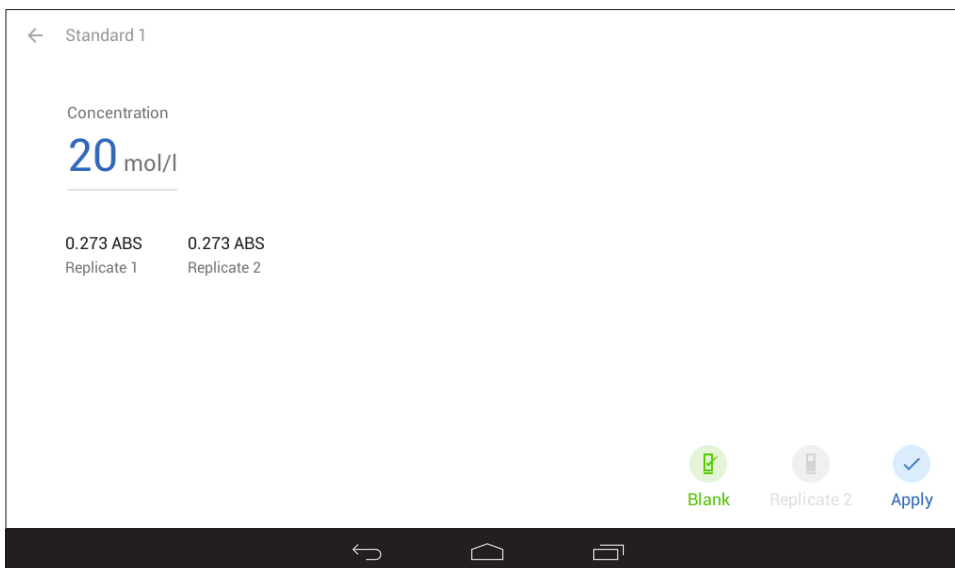 Standard 1
Concentration
20 mol/l
0.273 ABS 0.273 ABS
Replicate 1 Replicate 2
Blank Replicate 2 Apply